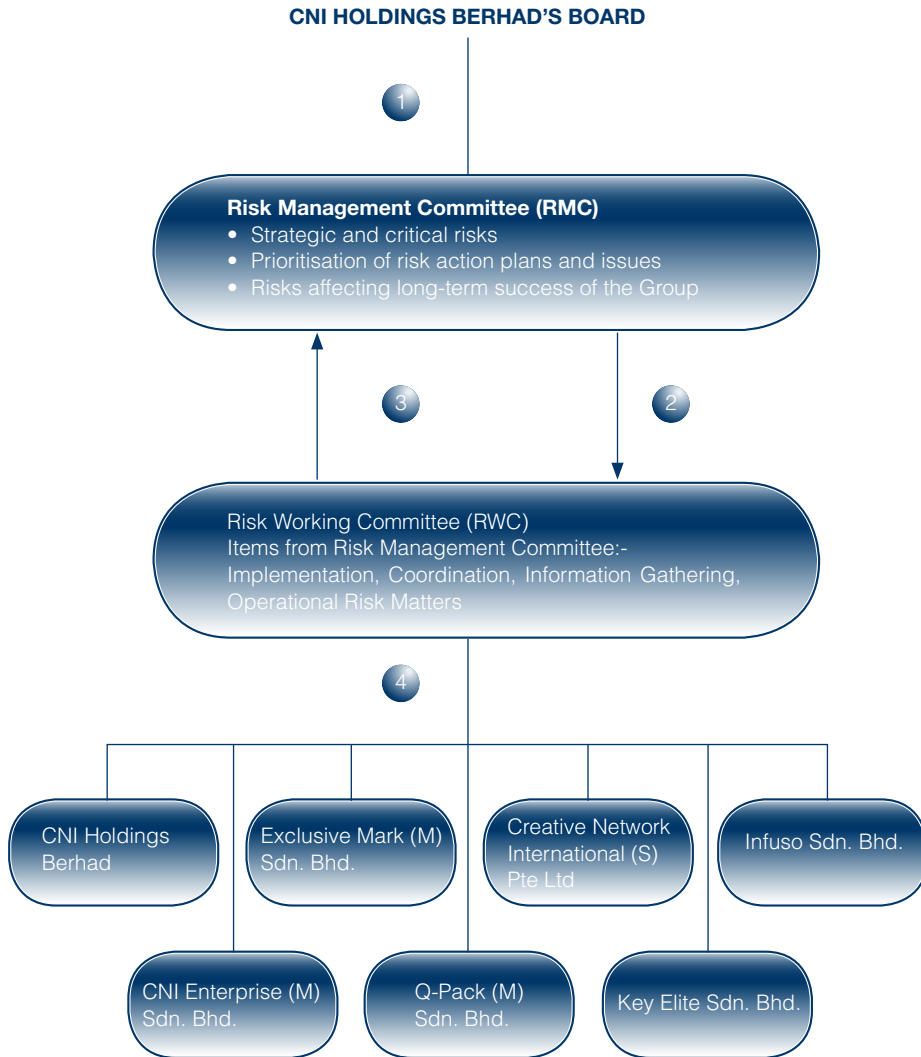 CNI HOLDINGS BERHAD'S BOARD
1
Risk Management Committee (RMC)
• Strategic and critical risks
• Prioritisation of risk action plans and issues
• Risks affecting long-term success of the Group
3
2
Risk Working Committee (RWC)
Items from Risk Management Committee:-
Implementation, Coordination, Information Gathering,
Operational Risk Matters
4
CNI Holdings
Berhad
Exclusive Mark (M)
Sdn. Bhd.
Creative Network
International (S)
Pte Ltd
Infuso Sdn. Bhd.
CNI Enterprise (M)
Sdn. Bhd.
Q-Pack (M)
Sdn. Bhd.
Key Elite Sdn. Bhd.